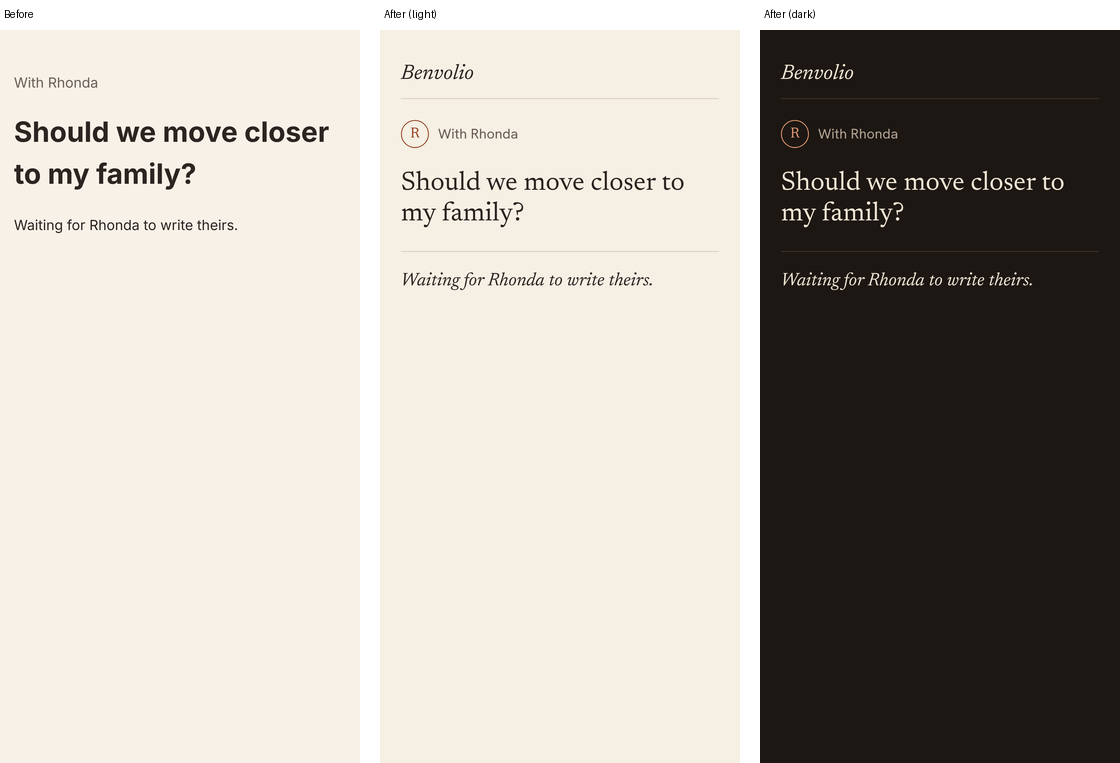 Before
With Rhonda
Should we move closer
to my family?
Waiting for Rhonda to write theirs.
After (light)
Benvolio
R With Rhonda
Should we move closer to
my family?
Waiting for Rhonda to write theirs.
After (dark)
Benvolio
R With Rhonda
Should we move closer to
my family?
Waiting for Rhonda to write theirs.